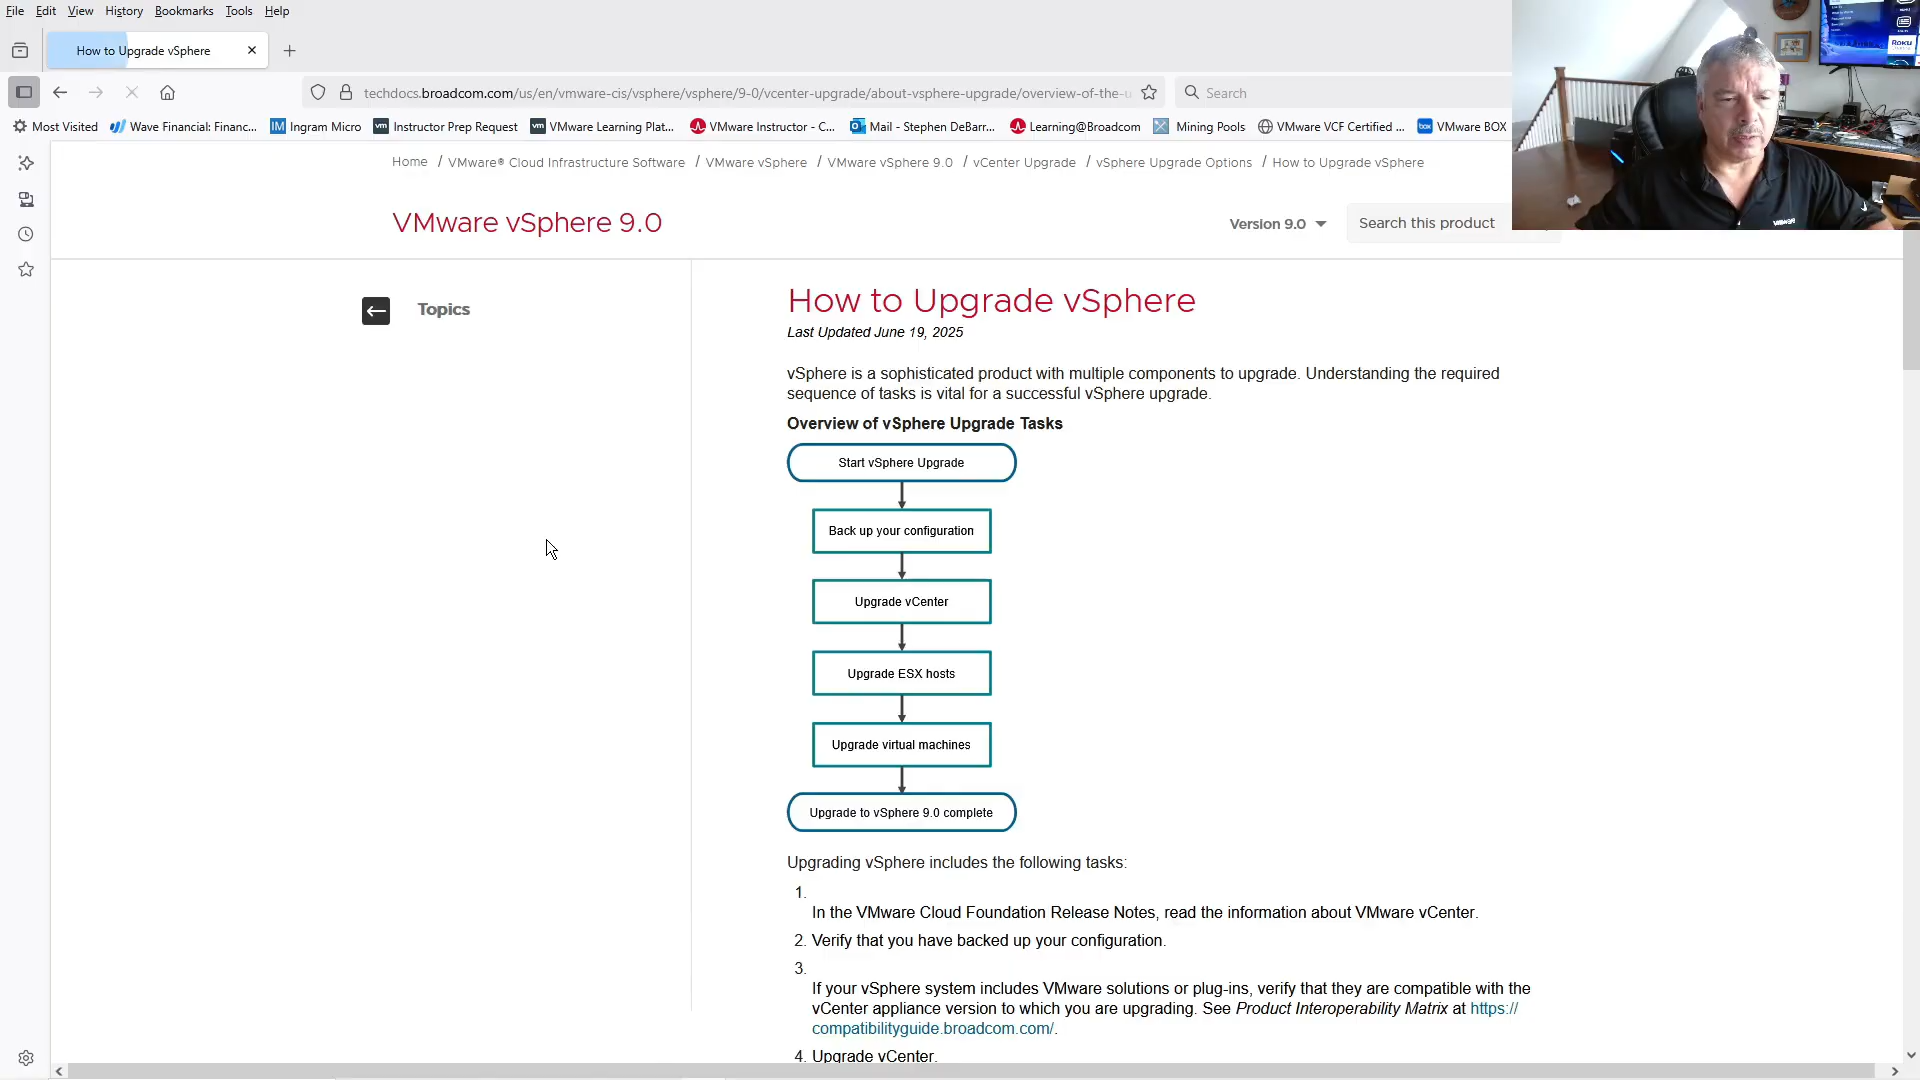 File Edit View History Bookmarks Tools Help
How to Upgrade vSphere
techdocs.broadcom.com/us/en/vmware-cis/vsphere/vsphere/9-0/vcenter-upgrade/about-vsphere-upgrade/overview-of-the-u
Search
Most Visited Wave Financial: Financ... Ingram Micro Instructor Prep Request VMware Learning Plat... VMware Instructor - C... Mail - Stephen DeBarr... Learning@Broadcom Mining Pools VMware VCF Certified ... VMware BOX
Home / VMware® Cloud Infrastructure Software / VMware vSphere / VMware vSphere 9.0 / vCenter Upgrade / vSphere Upgrade Options / How to Upgrade vSphere
VMware vSphere 9.0
Version 9.0
Search this product
Topics
How to Upgrade vSphere
Last Updated June 19, 2025
vSphere is a sophisticated product with multiple components to upgrade. Understanding the required
sequence of tasks is vital for a successful vSphere upgrade.
Overview of vSphere Upgrade Tasks
Start vSphere Upgrade
Back up your configuration
Upgrade vCenter
Upgrade ESX hosts
Upgrade virtual machines
Upgrade to vSphere 9.0 complete
Upgrading vSphere includes the following tasks:
1.
In the VMware Cloud Foundation Release Notes, read the information about VMware vCenter.
2. Verify that you have backed up your configuration.
3.
If your vSphere system includes VMware solutions or plug-ins, verify that they are compatible with the
vCenter appliance version to which you are upgrading. See Product Interoperability Matrix at https://
compatibilityguide.broadcom.com/.
4. Upgrade vCenter.
Roku